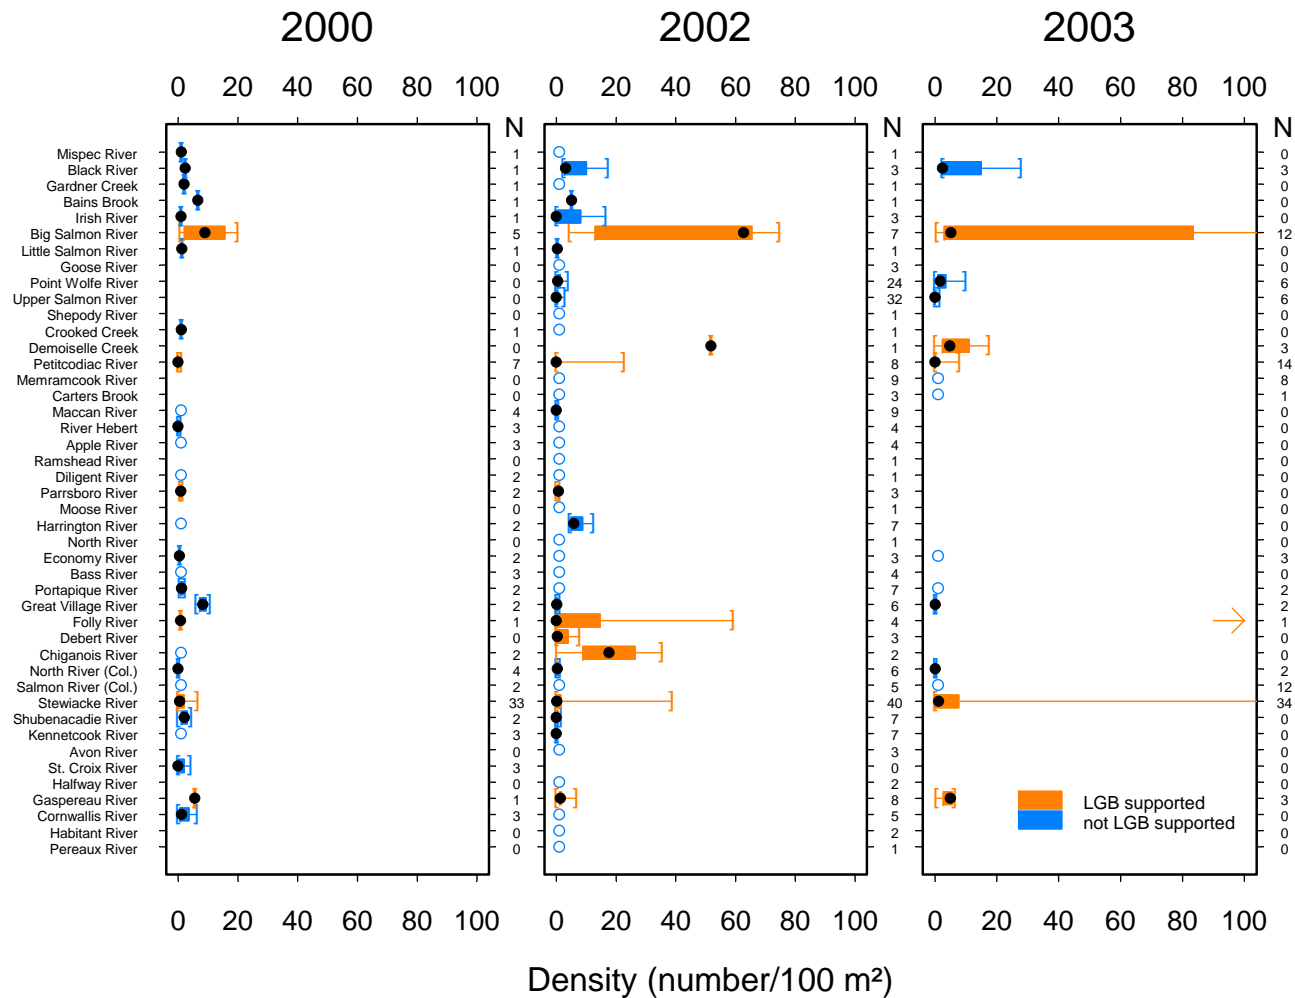 2000 2002 2003
0 20 40 60 80 100 0 20 40 60 80 100 0 20 40 60 80 100
N N N
Mispec River 1 1 0
Black River 1 3 3
Gardner Creek 1 1 0
Bains Brook 1 1 0
Irish River 1 3 0
Big Salmon River 5 7 12
Little Salmon River 1 1 0
Goose River 0 3 0
Point Wolfe River 0 24 6
Upper Salmon River 0 32 6
Shepody River 0 1 0
Crooked Creek 1 1 0
Demoiselle Creek 0 1 3
Petitcodiac River 7 8 14
Memramcook River 0 9 8
Carters Brook 0 3 1
Maccan River 4 9 0
River Hebert 3 4 0
Apple River 3 4 0
Ramshead River 0 1 0
Diligent River 2 1 0
Parrsboro River 2 3 0
Moose River 0 1 0
Harrington River 2 7 0
North River 0 1 0
Economy River 2 3 3
Bass River 3 4 0
Portapique River 2 7 2
Great Village River 2 6 2
Folly River 1 4 1
Debert River 0 3 0
Chiganois River 2 2 0
North River (Col.) 4 6 2
Salmon River (Col.) 2 5 12
Stewiacke River 33 40 34
Shubenacadie River 2 7 0
Kennetcook River 3 7 0
Avon River 0 3 0
St. Croix River 3 0 0
Halfway River 0 2 0
Gaspereau River 1 8 3
LGB supported
Cornwallis River 3 5 0
not LGB supported
Habitant River 0 2 0
Pereaux River 0 1 0
0 20 40 60 80 100 0 20 40 60 80 100 0 20 40 60 80 100
Density (number/100 m²)